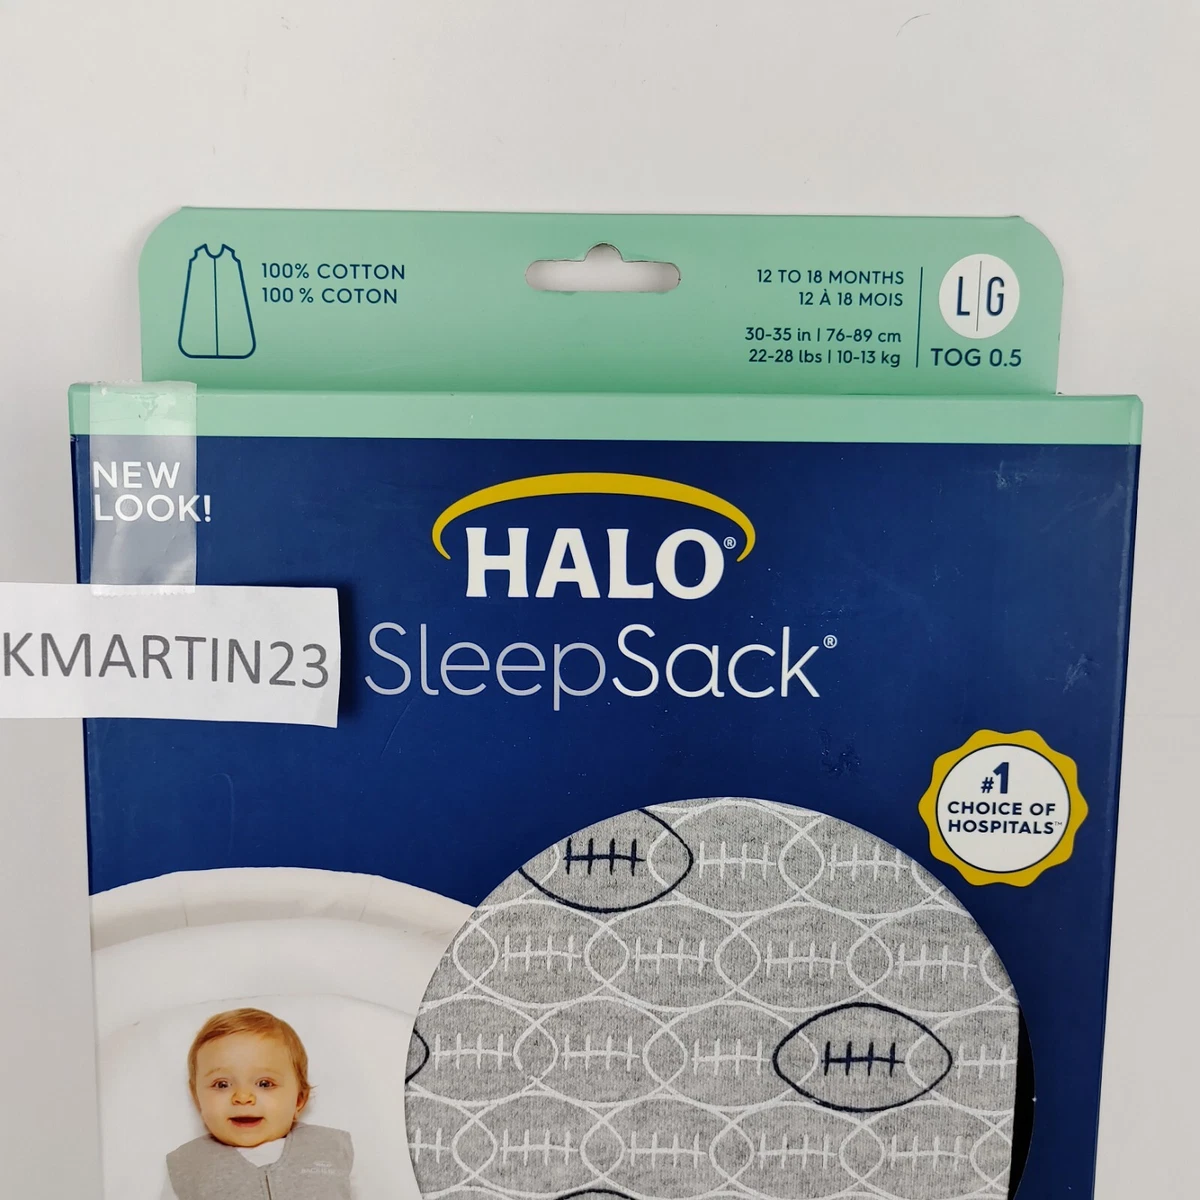 100% COTTON
100 % COTON
12 TO 18 MONTHS
12 À 18 MOIS
30-35 in | 76-89 cm
22-28 lbs | 10-13 kg
L|G
TOG 0.5
NEW
LOOK!
HALO®
SleepSack®
KMARTIN23
#1
CHOICE OF
HOSPITALS™